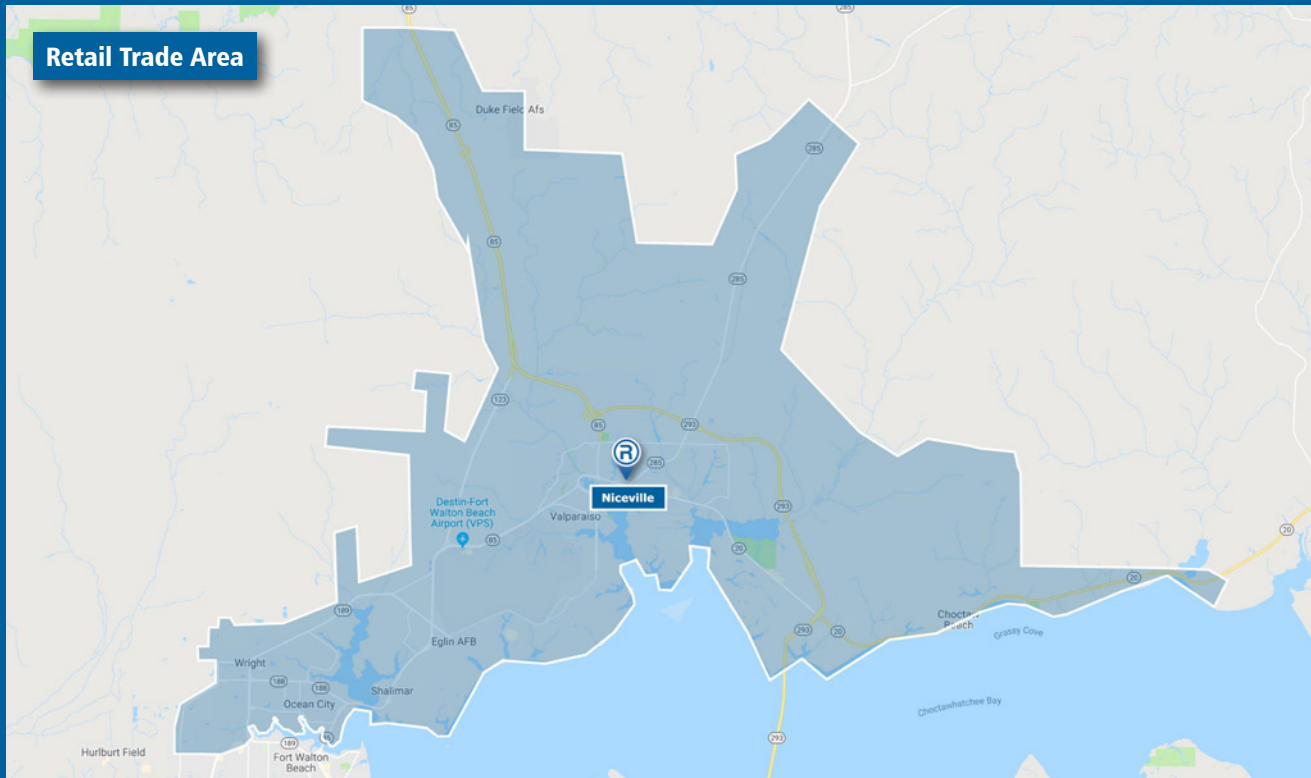 85
285
Retail Trade Area
Duke Field Afs
85
285
85
285
123
85
293
R
285
Niceville
Destin-Fort
Walton Beach
Airport (VPS)
Valparaiso
293
85
20
20
20
189
Choctaw
Beach
293
20
Grassy Cove
Eglin AFB
Wright
188
188
Shalimar
Ocean City
Choctawhatchee Bay
85
189
293
Hurlburt Field
Fort Walton
Beach